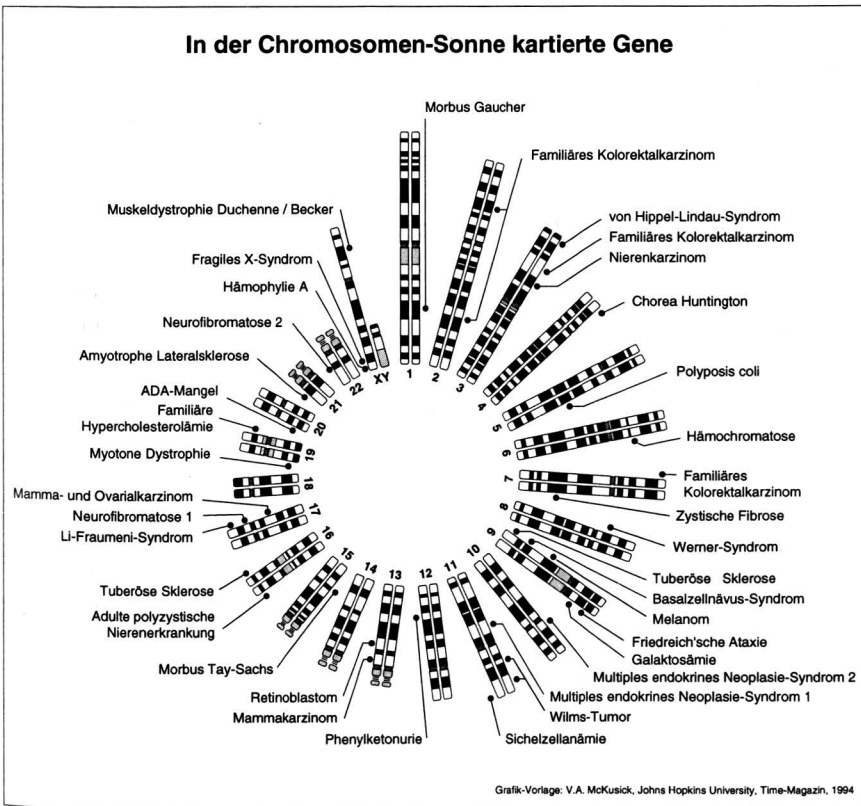 In der Chromosomen-Sonne kartierte Gene
Morbus Gaucher
Familiäres Kolorektalkarzinom
von Hippel-Lindau-Syndrom
Familiäres Kolorektalkarzinom
Nierenkarzinom
Chorea Huntington
Polyposis coli
Hämochromatose
Familiäres
Kolorektalkarzinom
Zystische Fibrose
Werner-Syndrom
Tuberöse Sklerose
Basalzellnävus-Syndrom
Melanom
Friedreich'sche Ataxie
Galaktosämie
Multiples endokrines Neoplasie-Syndrom 2
Multiples endokrines Neoplasie-Syndrom 1
Wilms-Tumor
Sichelzellanämie
Phenylketonurie
Mammakarzinom
Retinoblastom
Morbus Tay-Sachs
Adulte polyzystische
Nierenerkrankung
Tuberöse Sklerose
Li-Fraumeni-Syndrom
Neurofibromatose 1
Mamma- und Ovarialkarzinom
Myotone Dystrophie
Familiäre
Hypercholesterolämie
ADA-Mangel
Amyotrophe Lateralsklerose
Neurofibromatose 2
Hämophylie A
Fragiles X-Syndrom
Muskeldystrophie Duchenne / Becker
1
2
3
4
5
6
7
8
9
10
11
12
13
14
15
16
17
18
19
20
21
22
XY
Grafik-Vorlage: V.A. McKusick, Johns Hopkins University, Time-Magazin, 1994